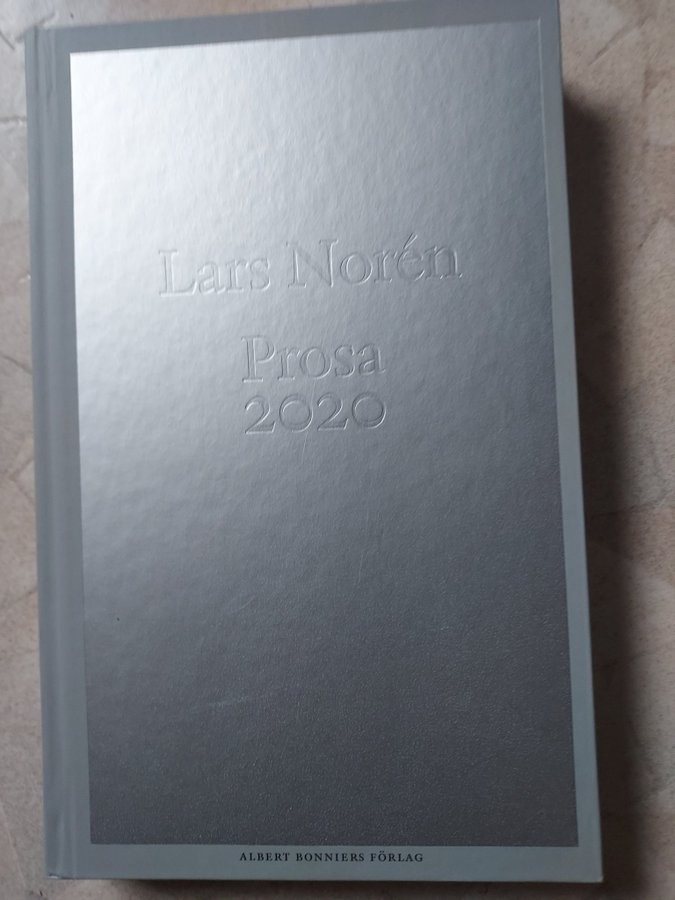 Lars Norén
Prosa
2020
ALBERT BONNIERS FÖRLAG